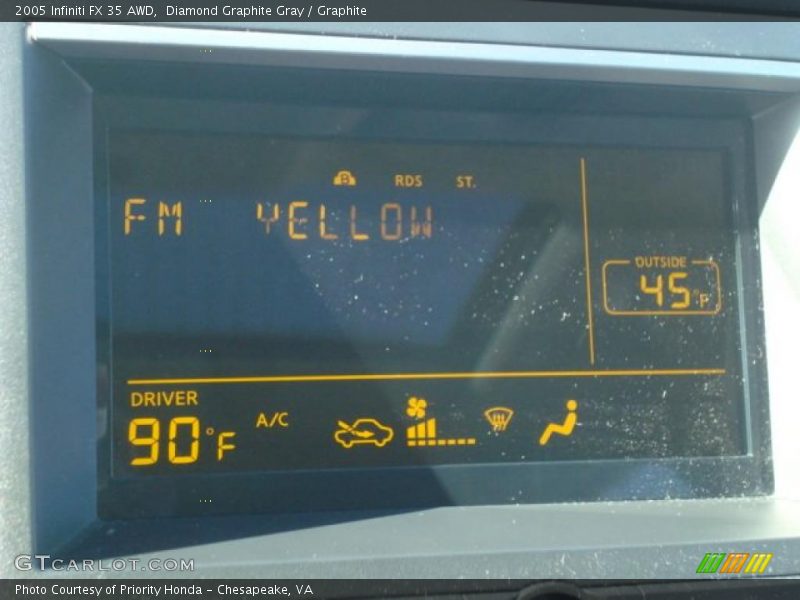 2005 Infiniti FX 35 AWD, Diamond Graphite Gray / Graphite
B RDS ST.
FM YELLOW
OUTSIDE
45°F
DRIVER
90°F A/C
GTCARLOT.COM
Photo Courtesy of Priority Honda - Chesapeake, VA